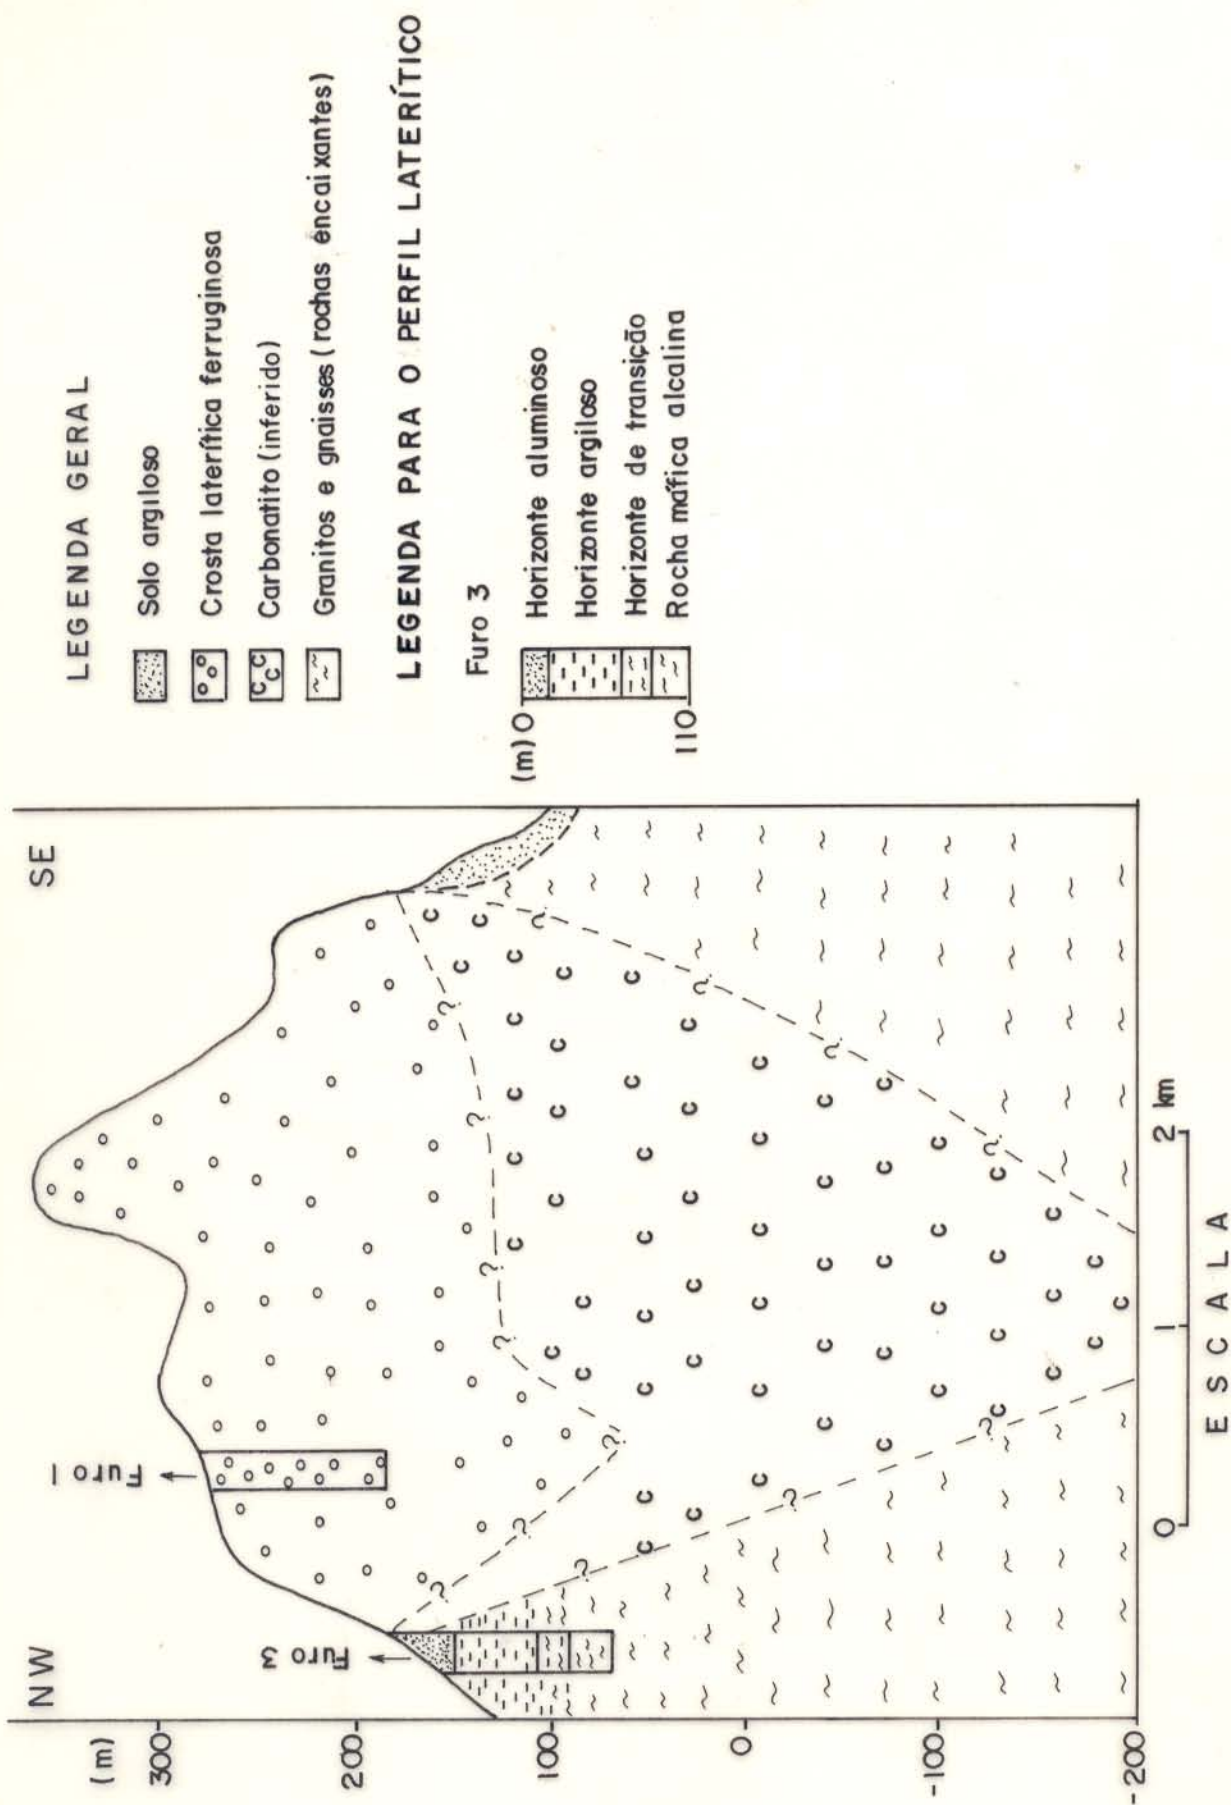 NW
SE
(m)
300
200
100
0
-100
-200
Furo 3
Furo 1
0 1 2 km
ESCALA
LEGENDA GERAL
Solo argiloso
Crosta laterítica ferruginosa
Carbonatito (inferido)
Granitos e gnaisses (rochas encaixantes)
LEGENDA PARA O PERFIL LATERÍTICO
Furo 3
(m) 0
110
Horizonte aluminoso
Horizonte argiloso
Horizonte de transição
Rocha máfica alcalina